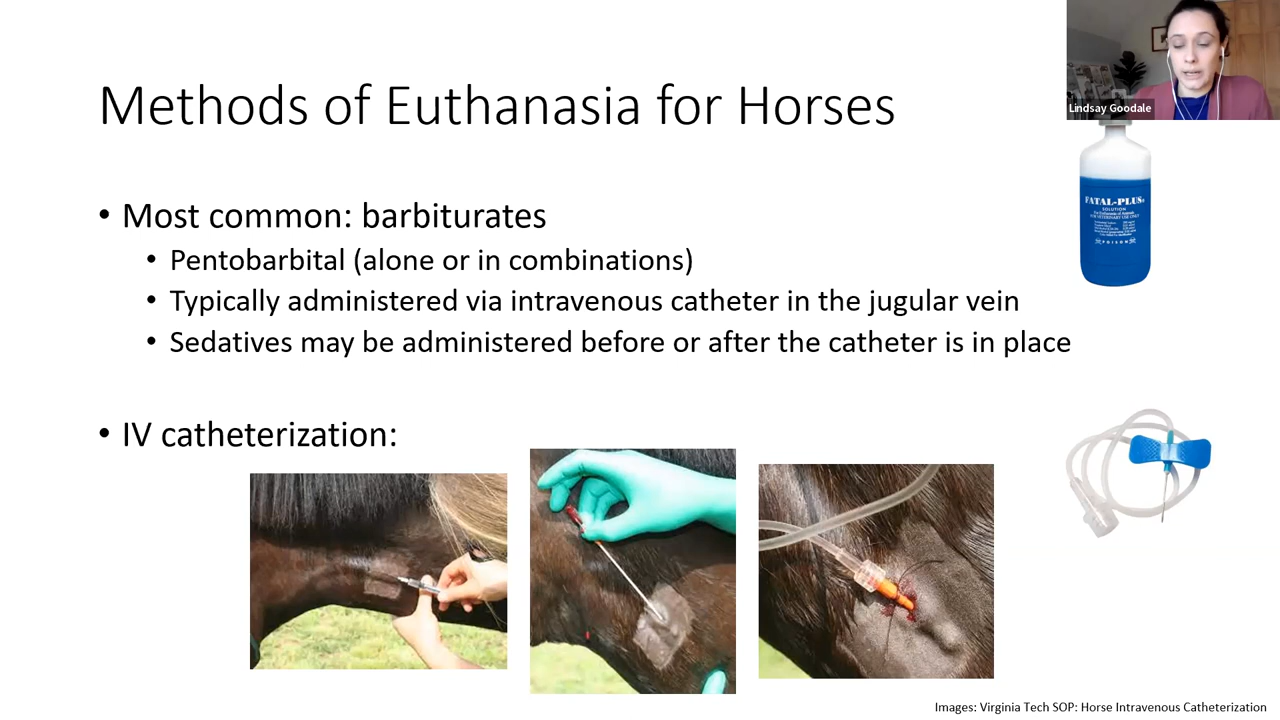 Methods of Euthanasia for Horses
Lindsay Goodale
FATAL-PLUS
SOLUTION
• Most common: barbiturates
• Pentobarbital (alone or in combinations)
• Typically administered via intravenous catheter in the jugular vein
• Sedatives may be administered before or after the catheter is in place
• IV catheterization:
Images: Virginia Tech SOP: Horse Intravenous Catheterization